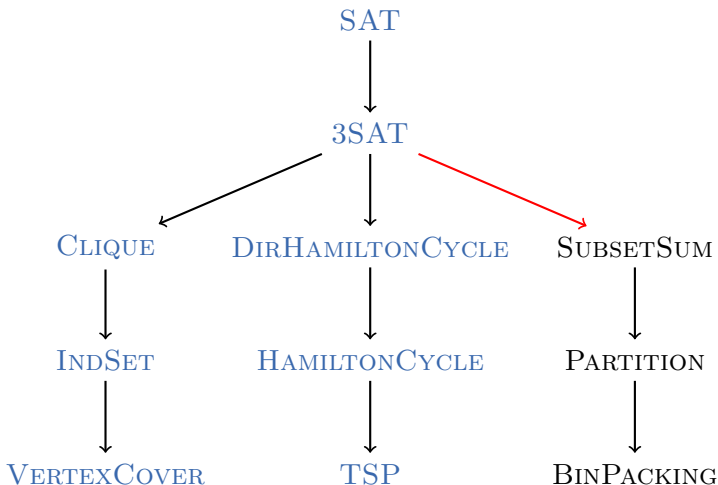 SAT
3SAT
CLIQUE DIRHAMILTONCYCLE SUBSETSUM
INDSET HAMILTONCYCLE PARTITION
VERTEXCOVER TSP BINPACKING